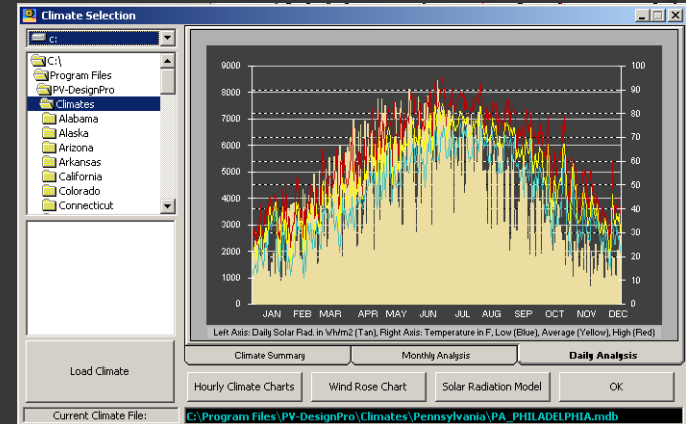 Climate Selection
c:
C:\
Program Files
PV-DesignPro
Climates
Alabama
Alaska
Arizona
Arkansas
California
Colorado
Connecticut
Load Climate
Current Climate File:
9000
8000
7000
6000
5000
4000
3000
2000
1000
0
100
90
80
70
60
50
40
30
20
10
0
JAN FEB MAR APR MAY JUN JUL AUG SEP OCT NOV DEC
Left Axis: Daily Solar Rad. in Wh/m2 (Tan), Right Axis: Temperature in F, Low (Blue), Average (Yellow), High (Red)
Climate Summary Monthly Analysis Daily Analysis
Hourly Climate Charts Wind Rose Chart Solar Radiation Model OK
C:\Program Files\PV-DesignPro\Climates\Pennsylvania\PA_PHILADELPHIA.mdb